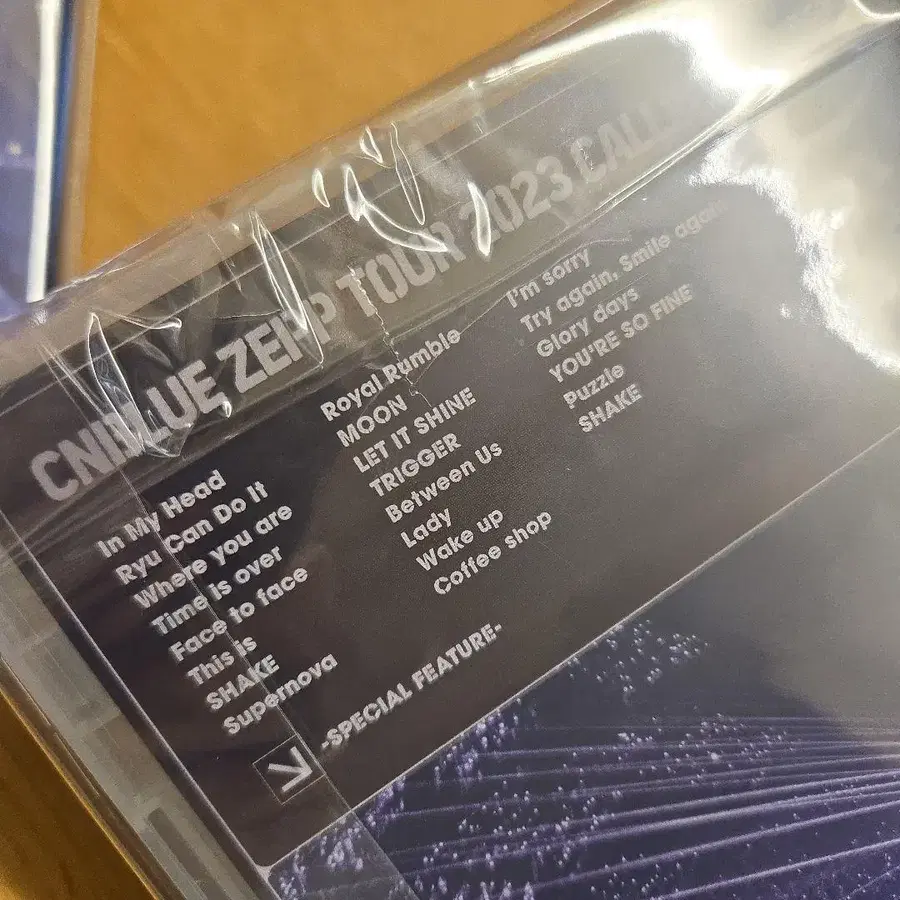 CNBLUE ZEPP TOUR 2023
In My Head
Ryu Can Do It
Where you are
Time is over
Face to face
This is
SHAKE
Supernova
Royal Rumble
MOON
LET IT SHINE
TRIGGER
Between Us
Lady
Wake up
Coffee shop
I'm sorry
Try again, Smile again
Glory days
YOU'RE SO FINE
Puzzle
SHAKE
-SPECIAL FEATURE-